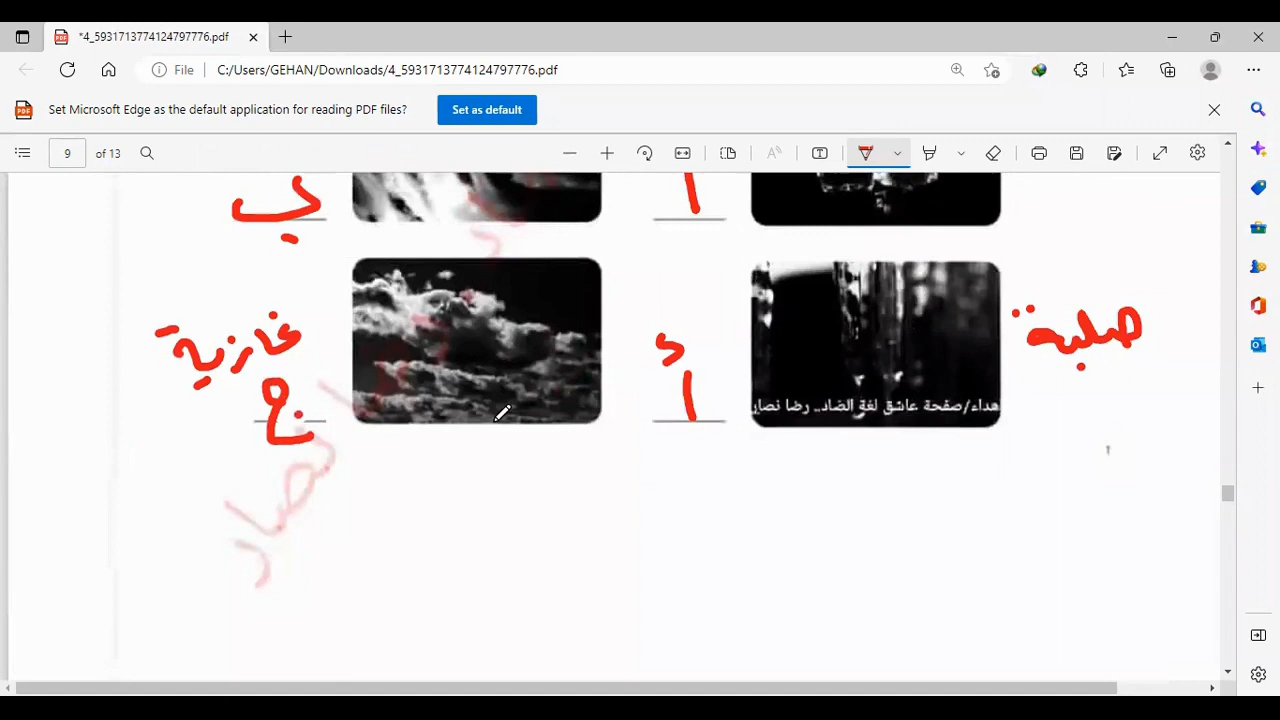 *4_5931713774124797776.pdf
File C:/Users/GEHAN/Downloads/4_5931713774124797776.pdf
Set Microsoft Edge as the default application for reading PDF files?
Set as default
9 of 13
أ
ب
صلبة
غازية
أ
ج
هداء/صفحة عاشق لغة الضاد.. رضا نصار